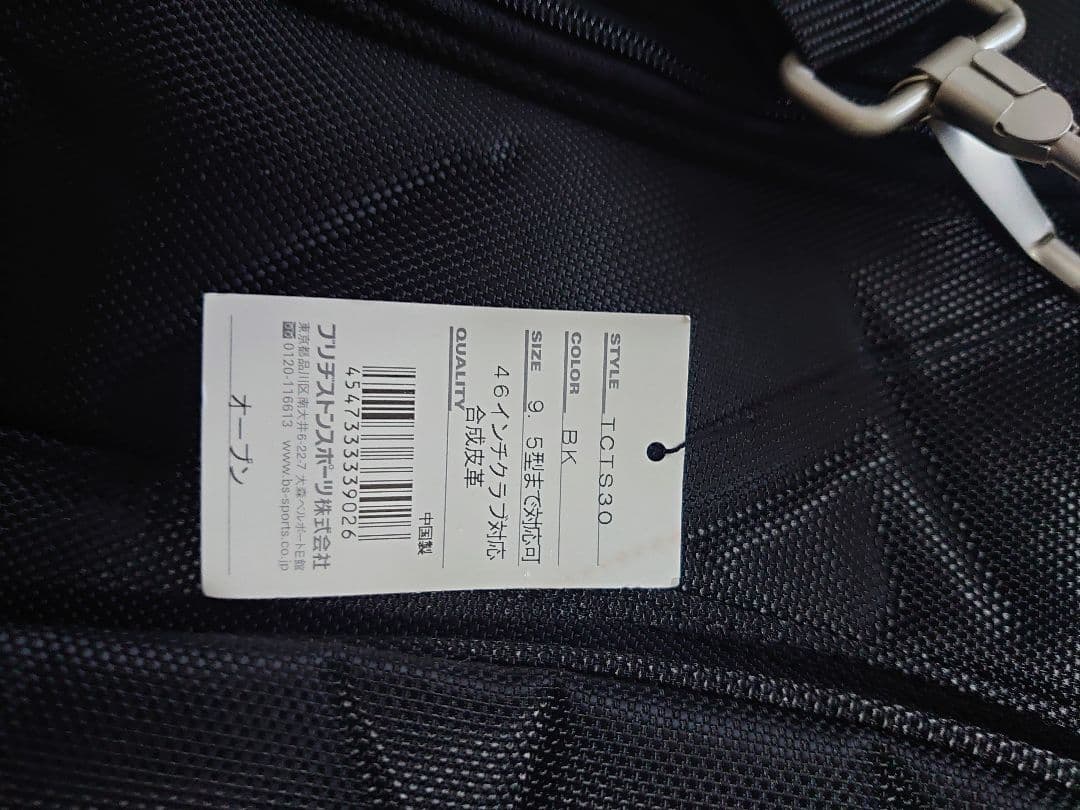 STYLE TCTS30
COLOR BK
SIZE 9.5型まで対応可
46インチクラブ対応
QUALITY 合成皮革
中国製
4547333339026
ブリヂストンスポーツ株式会社
東京都品川区南大井6-22-7 大森ベルポートE館
0120-116613 www.bs-sports.co.jp
オープン